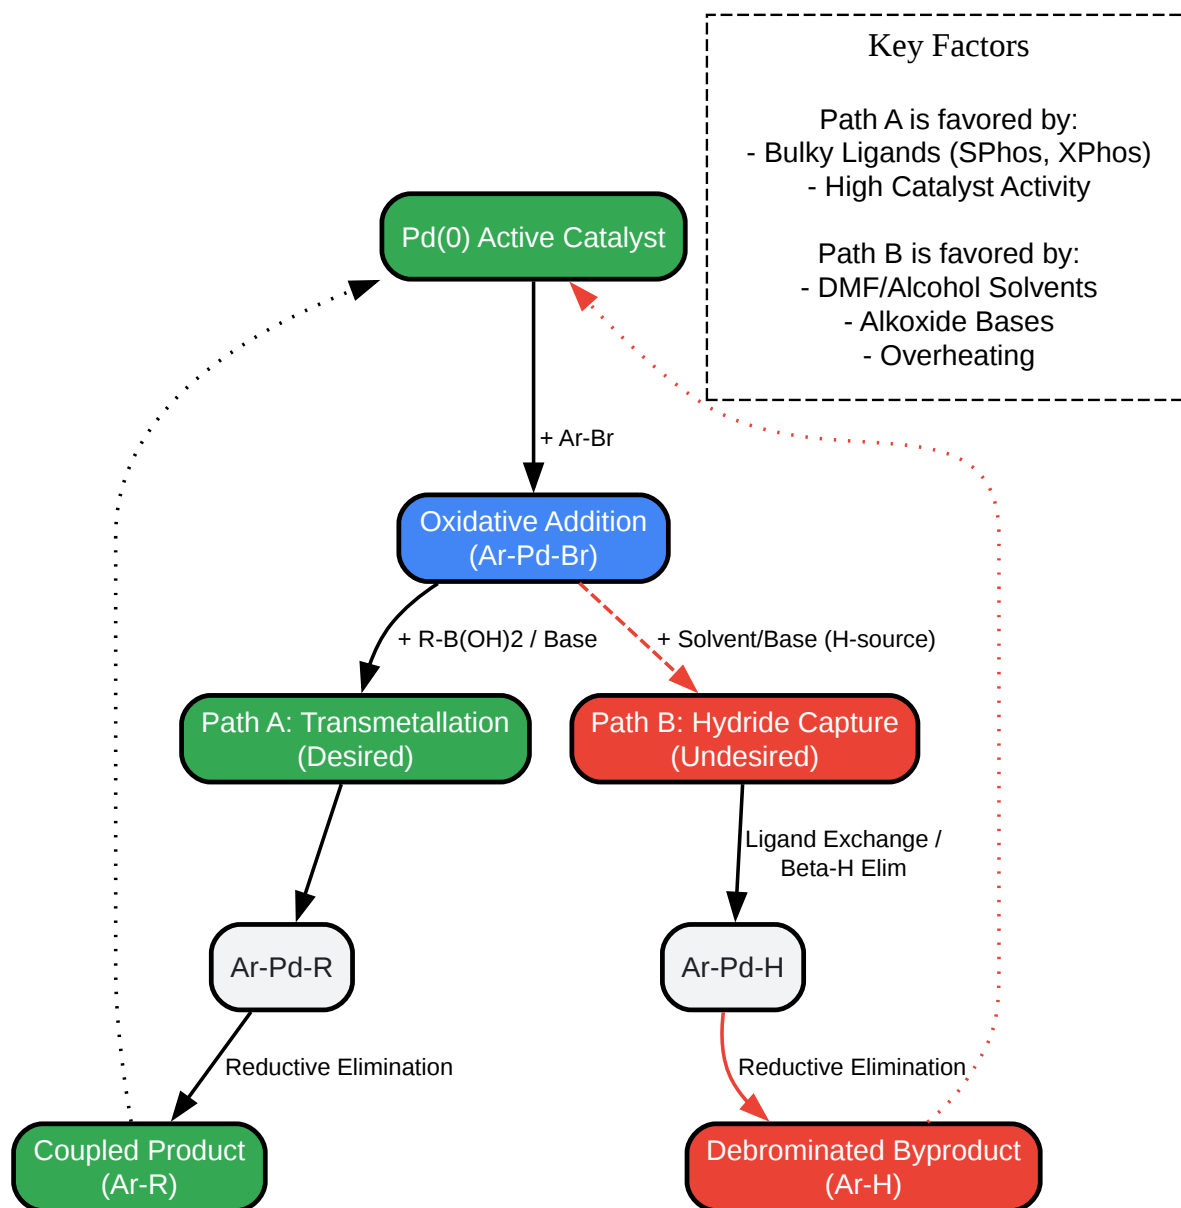 Key Factors
Path A is favored by:
- Bulky Ligands (SPhos, XPhos)
- High Catalyst Activity
Path B is favored by:
- DMF/Alcohol Solvents
- Alkoxide Bases
- Overheating
Pd(0) Active Catalyst
+ Ar-Br
Oxidative Addition
(Ar-Pd-Br)
+ R-B(OH)2 / Base
+ Solvent/Base (H-source)
Path A: Transmetallation
(Desired)
Path B: Hydride Capture
(Undesired)
Ligand Exchange /
Beta-H Elim
Ar-Pd-R
Ar-Pd-H
Reductive Elimination
Reductive Elimination
Coupled Product
(Ar-R)
Debrominated Byproduct
(Ar-H)